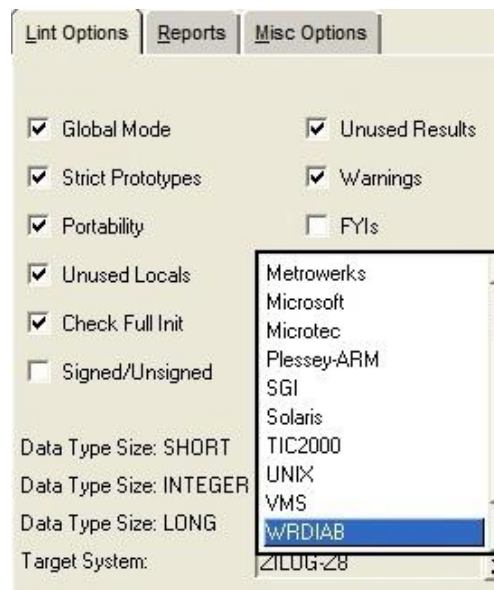 Lint Options Reports Misc Options
Global Mode Unused Results
Strict Prototypes Warnings
Portability FYIs
Unused Locals
Check Full Init
Signed/Unsigned
Metrowerks
Microsoft
Microtec
Plessey-ARM
SGI
Solaris
TIC2000
UNIX
VMS
WRDIAB
Data Type Size: SHORT
Data Type Size: INTEGER
Data Type Size: LONG
Target System: ZILOG-Z8